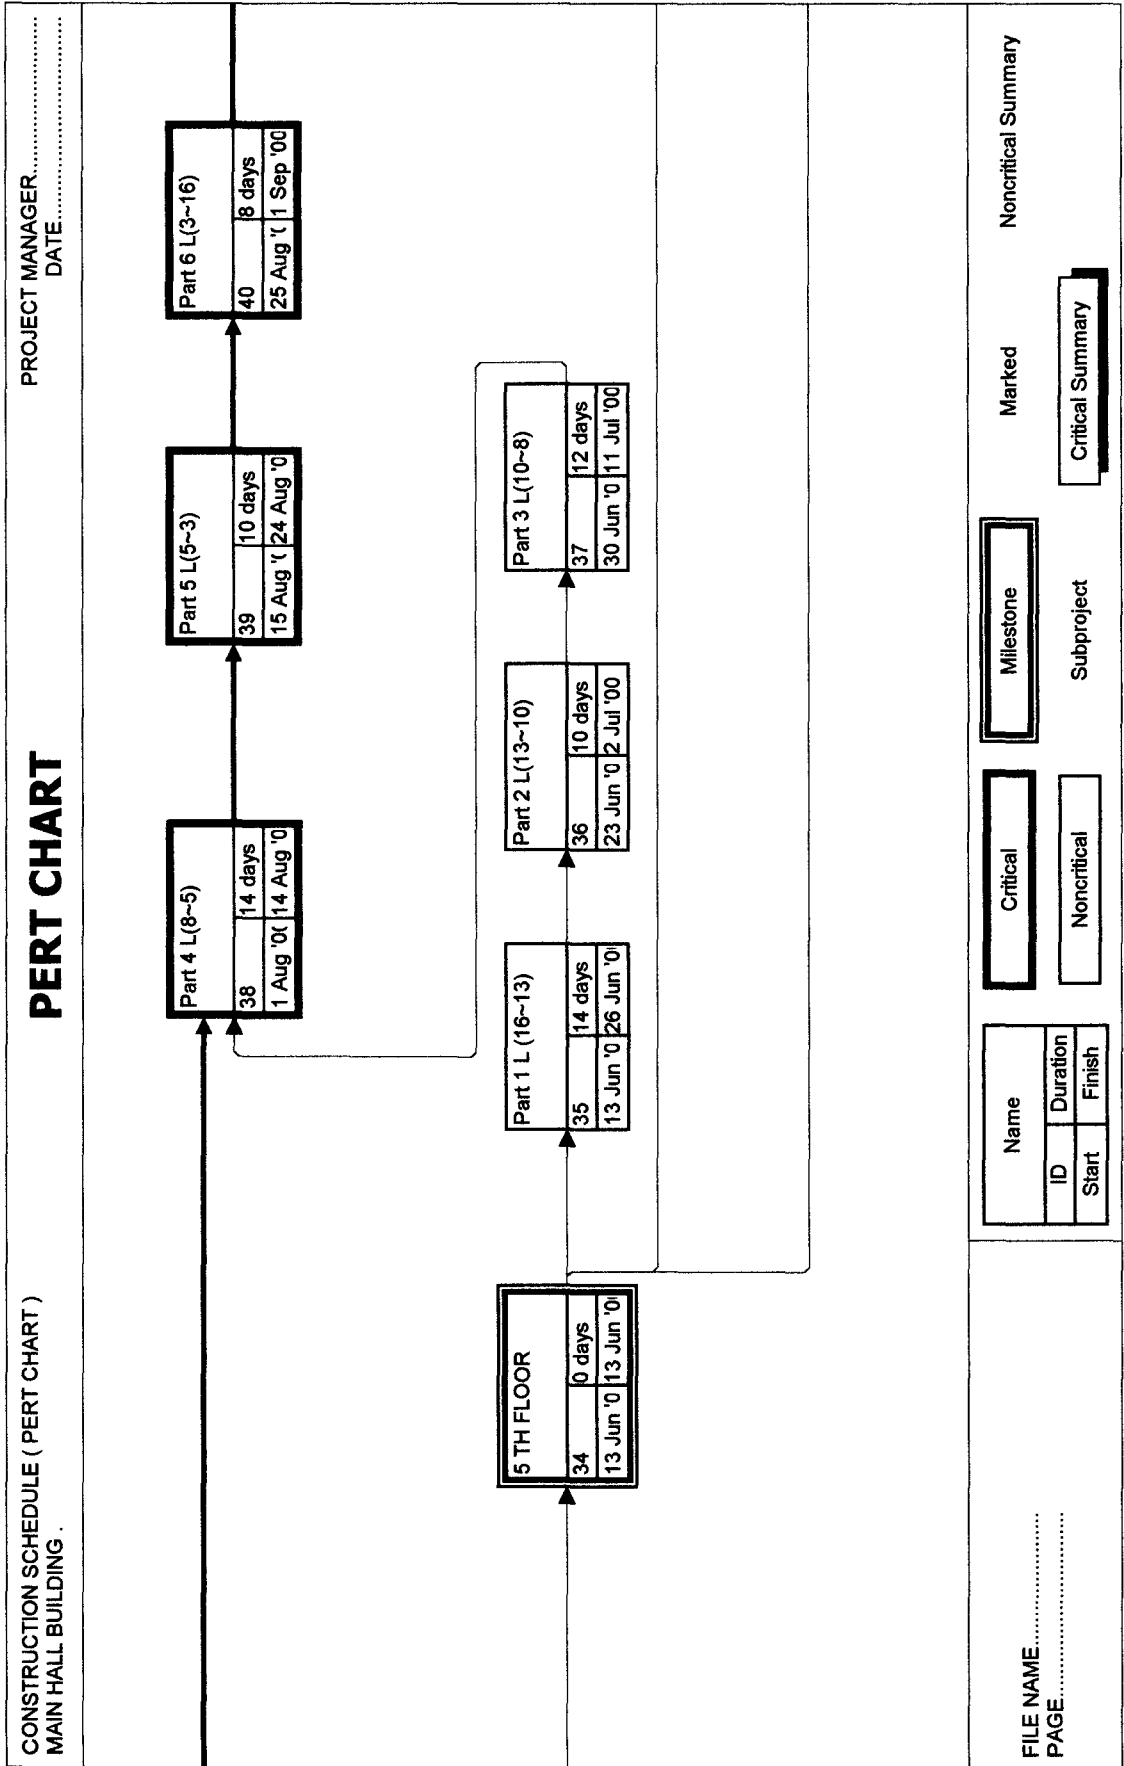 CONSTRUCTION SCHEDULE ( PERT CHART )
MAIN HALL BUILDING .
PERT CHART
PROJECT MANAGER..........................
DATE..........................
Part 4 L(8~5)
38 14 days
1 Aug '0( 14 Aug '0
Part 5 L(5~3)
39 10 days
15 Aug '( 24 Aug '0
Part 6 L(3~16)
40 8 days
25 Aug '( 1 Sep '00
5 TH FLOOR
34 0 days
13 Jun '0 13 Jun '0(
Part 1 L (16~13)
35 14 days
13 Jun '0 26 Jun '0(
Part 2 L(13~10)
36 10 days
23 Jun '0 2 Jul '00
Part 3 L(10~8)
37 12 days
30 Jun '0 11 Jul '00
FILE NAME......................
PAGE..........................
Name
ID Duration
Start Finish
Critical
Noncritical
Milestone
Subproject
Marked
Critical Summary
Noncritical Summary